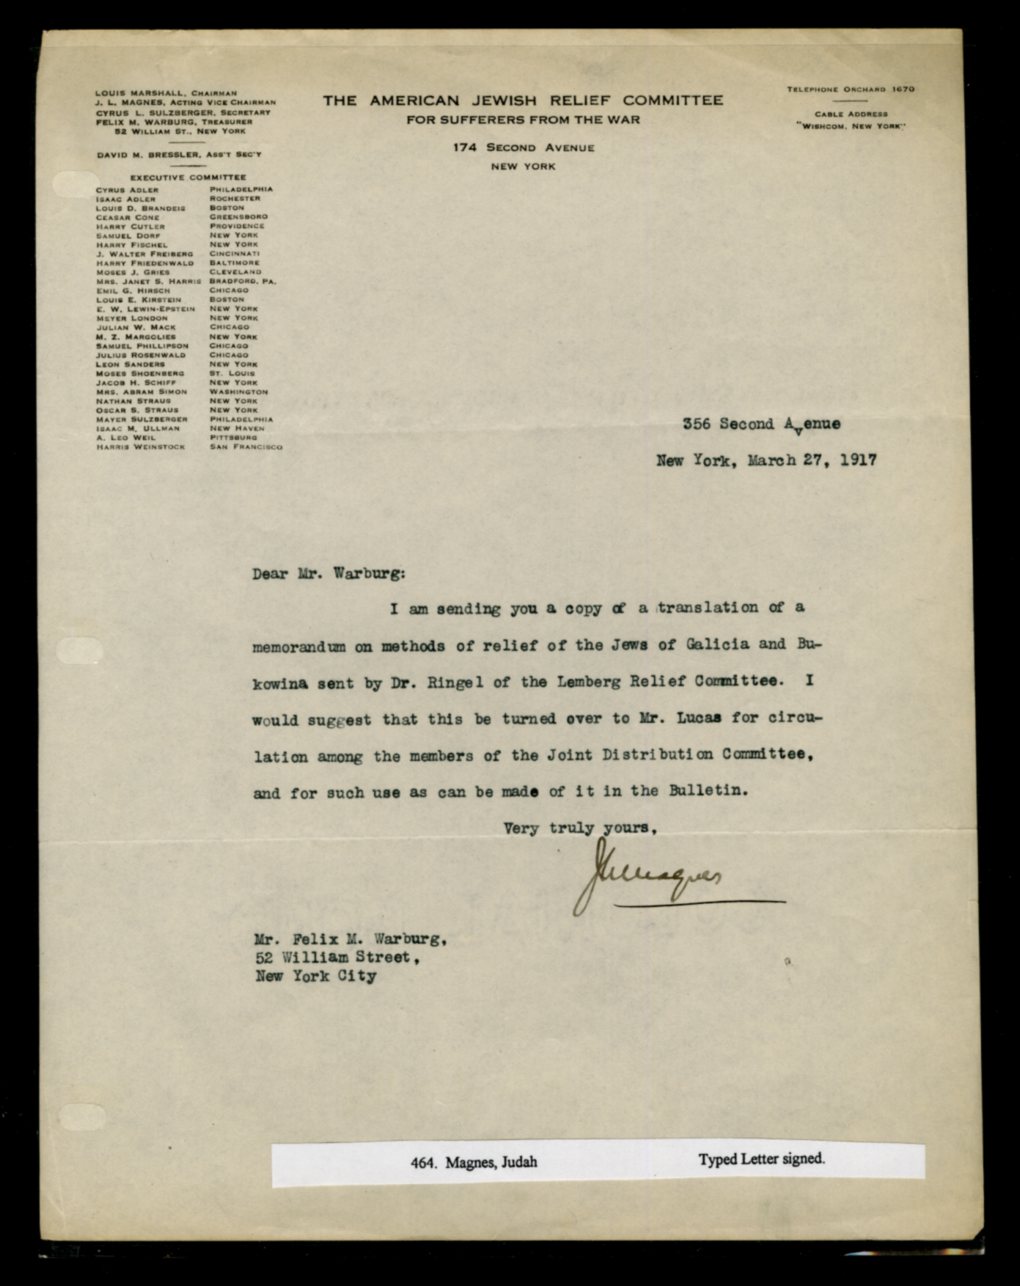 LOUIS MARSHALL, CHAIRMAN
J. L. MAGNES, ACTING VICE CHAIRMAN
CYRUS L. SULZBERGER, SECRETARY
FELIX M. WARBURG, TREASURER
52 WILLIAM ST., NEW YORK
DAVID M. BRESSLER, ASS'T SEC'Y
EXECUTIVE COMMITTEE
CYRUS ADLER PHILADELPHIA
ISAAC ADLER ROCHESTER
LOUIS D. BRANDEIS BOSTON
CEASAR CONE GREENSBORO
HARRY CUTLER PROVIDENCE
SAMUEL DORF NEW YORK
HARRY FISCHEL NEW YORK
J. WALTER FREIBERG CINCINNATI
HARRY FRIEDENWALD BALTIMORE
MOSES J. GRIES CLEVELAND
MRS. JANET S. HARRIS BRADFORD, PA.
EMIL G. HIRSCH CHICAGO
LOUIS E. KIRSTEIN BOSTON
E. W. LEWIN-EPSTEIN NEW YORK
MEYER LONDON NEW YORK
JULIAN W. MACK CHICAGO
M. Z. MARGOLIES NEW YORK
SAMUEL PHILLIPSON CHICAGO
JULIUS ROSENWALD CHICAGO
LEON SANDERS NEW YORK
MOSES SHOENBERG ST. LOUIS
JACOB H. SCHIFF NEW YORK
MRS. ABRAM SIMON WASHINGTON
NATHAN STRAUS NEW YORK
OSCAR S. STRAUS NEW YORK
MAYER SULZBERGER PHILADELPHIA
ISAAC M. ULLMAN NEW HAVEN
A. LEO WEIL PITTSBURG
HARRIS WEINSTOCK SAN FRANCISCO
THE AMERICAN JEWISH RELIEF COMMITTEE
FOR SUFFERERS FROM THE WAR
174 SECOND AVENUE
NEW YORK
TELEPHONE ORCHARD 1670
CABLE ADDRESS
"WISHCOM, NEW YORK"
356 Second Avenue
New York, March 27, 1917
Dear Mr. Warburg:
I am sending you a copy of a translation of a
memorandum on methods of relief of the Jews of Galicia and Bu-
kowina sent by Dr. Ringel of the Lemberg Relief Committee. I
would suggest that this be turned over to Mr. Lucas for circu-
lation among the members of the Joint Distribution Committee,
and for such use as can be made of it in the Bulletin.
Very truly yours,
JLMagnes
Mr. Felix M. Warburg,
52 William Street,
New York City
464. Magnes, Judah Typed Letter signed.